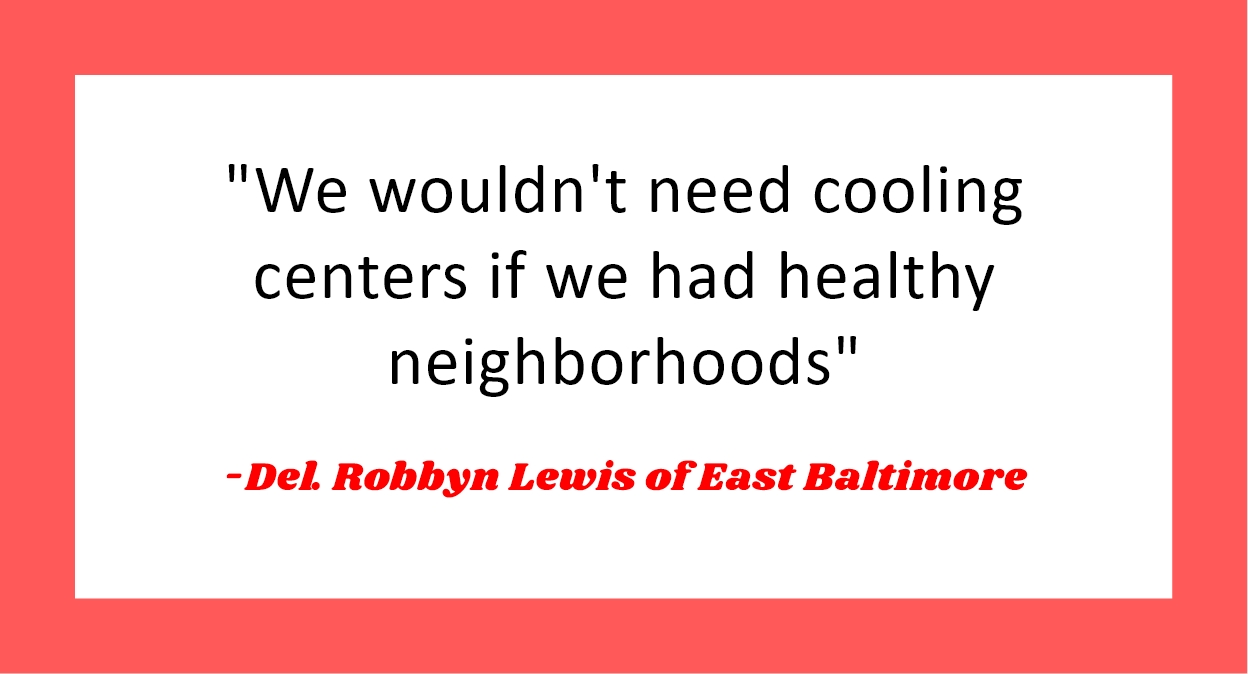 "We wouldn't need cooling
centers if we had healthy
neighborhoods"
-Del. Robbyn Lewis of East Baltimore